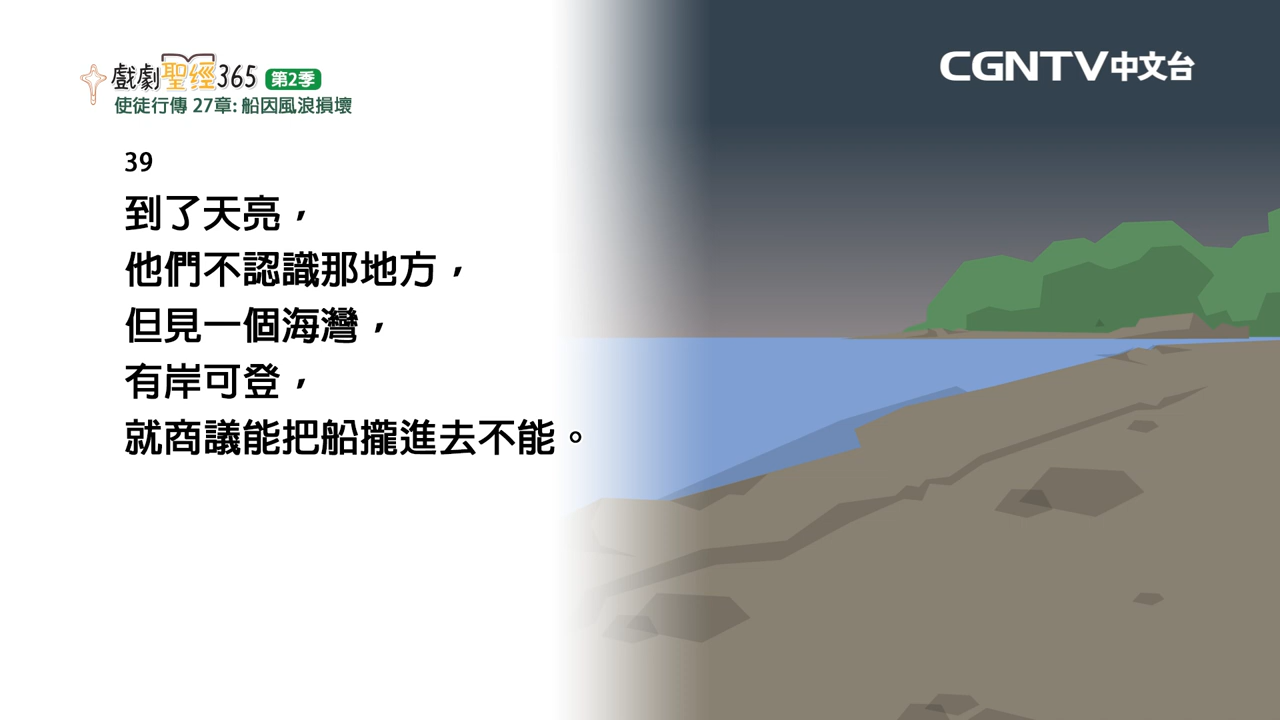 戲劇聖經365 第2季
CGNTV中文台
使徒行傳 27章: 船因風浪損壞
39
到了天亮，
他們不認識那地方，
但見一個海灣，
有岸可登，
就商議能把船攏進去不能。